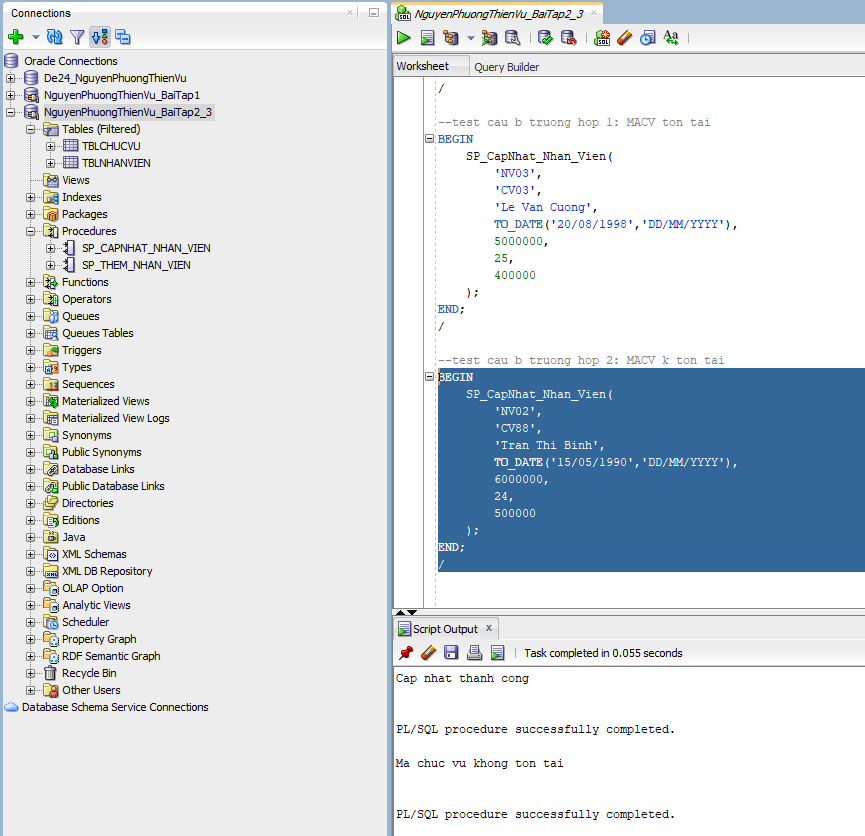 Connections
Oracle Connections
De24_NguyenPhuongThienVu
NguyenPhuongThienVu_BaiTap1
NguyenPhuongThienVu_BaiTap2_3
Tables (Filtered)
TBLCHUCVU
TBLNHANVIEN
Views
Indexes
Packages
Procedures
SP_CAPNHAT_NHAN_VIEN
SP_THEM_NHAN_VIEN
Functions
Operators
Queues
Queues Tables
Triggers
Types
Sequences
Materialized Views
Materialized View Logs
Synonyms
Public Synonyms
Database Links
Public Database Links
Directories
Editions
Java
XML Schemas
XML DB Repository
OLAP Option
Analytic Views
Scheduler
Property Graph
RDF Semantic Graph
Recycle Bin
Other Users
Database Schema Service Connections
NguyenPhuongThienVu_BaiTap2_3
Worksheet Query Builder
/
--test cau b truong hop 1: MACV ton tai
BEGIN
SP_CapNhat_Nhan_Vien(
'NV03',
'CV03',
'Le Van Cuong',
TO_DATE('20/08/1998','DD/MM/YYYY'),
5000000,
25,
400000
);
END;
/
--test cau b truong hop 2: MACV k ton tai
BEGIN
SP_CapNhat_Nhan_Vien(
'NV02',
'CV88',
'Tran Thi Binh',
TO_DATE('15/05/1990','DD/MM/YYYY'),
6000000,
24,
500000
);
END;
/
Script Output x
Task completed in 0.055 seconds
Cap nhat thanh cong
PL/SQL procedure successfully completed.
Ma chuc vu khong ton tai
PL/SQL procedure successfully completed.